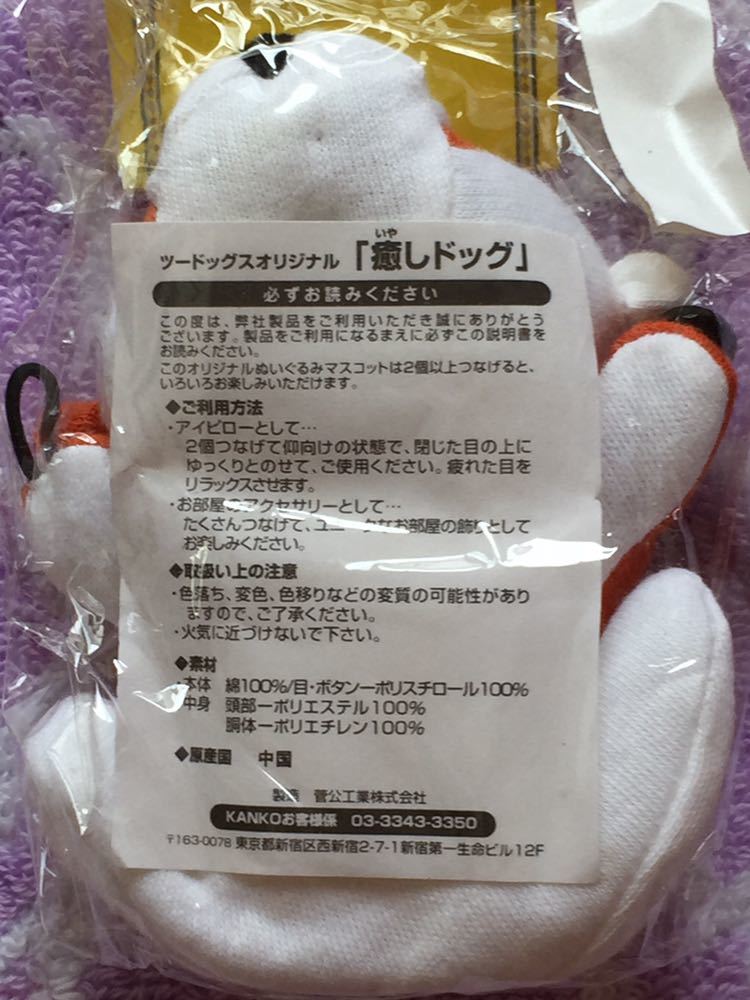 いや
ツードッグスオリジナル「癒しドッグ」
必ずお読みください
この度は、弊社製品をご利用いただき誠にありがとう
ございます。製品をご利用になるまえに必ずこの説明書を
お読みください。
このオリジナルぬいぐるみマスコットは2個以上つなげると、
いろいろお楽しみいただけます。
◆ご利用方法
・アイピローとして…
2個つなげて仰向けの状態で、閉じた目の上に
ゆっくりとのせて、ご使用ください。疲れた目を
リラックスさせます。
・お部屋のアクセサリーとして…
たくさんつなげて、ユニークなお部屋の飾りとして
お楽しみください。
◆取扱い上の注意
・色落ち、変色、色移りなどの変質の可能性があり
ますので、ご了承ください。
・火気に近づけないで下さい。
◆素材
・本体 綿100%/目・ボタンーポリスチロール100%
中身 頭部ーポリエステル100%
胴体ーポリエチレン100%
◆原産国 中国
製造 菅公工業株式会社
KANKOお客様係 03-3343-3350
〒163-0078 東京都新宿区西新宿2-7-1新宿第一生命ビル12F